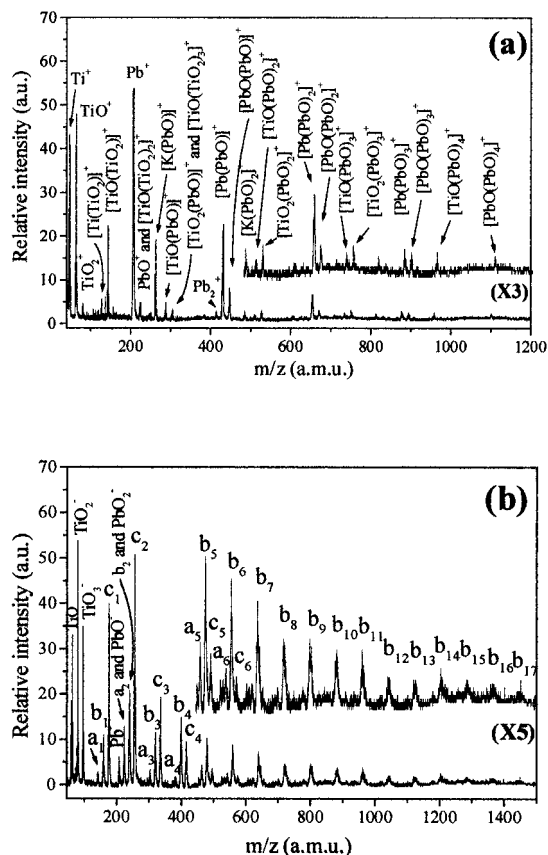 (a)
Relative intensity (a.u.)
70
60
50
40
30
20
10
0
Ti⁺
TiO⁺
TiO₂⁺
[Ti(TiO₂)]⁺
[TiO(TiO₂)]⁺
Pb⁺
PbO⁺ and [TiO(TiO₂)₂]⁺
[K(PbO)]⁺
[TiO(PbO)]⁺
[TiO₂(PbO)]⁺ and [TiO(TiO₂)₃]⁺
Pb₂⁺
[Pb(PbO)]⁺
[PbO(PbO)]⁺
[K(PbO)₂]⁺
[TiO(PbO)₂]⁺
[TiO₂(PbO)₂]⁺
[Pb(PbO)₂]⁺
[PbO(PbO)₂]⁺
[TiO(PbO)₃]⁺
[TiO₂(PbO)₃]⁺
[Pb(PbO)₃]⁺
[PbO(PbO)₃]⁺
[TiO(PbO)₄]⁺
[PbO(PbO)₄]⁺
(X3)
200 400 600 800 1000 1200
m/z (a.m.u.)
(b)
Relative intensity (a.u.)
70
60
50
40
30
20
10
0
TiO⁻
TiO₂⁻
TiO₃⁻
a₁
b₁
c₁
Pb⁻
a₂ and PbO⁻
b₂ and PbO₂⁻
c₂
a₃
b₃
c₃
a₄
b₄
c₄
a₅
b₅
c₅
a₆
b₆
c₆
b₇
b₈
b₉
b₁₀
b₁₁
b₁₂
b₁₃
b₁₄
b₁₅
b₁₆
b₁₇
(X5)
200 400 600 800 1000 1200 1400
m/z (a.m.u.)